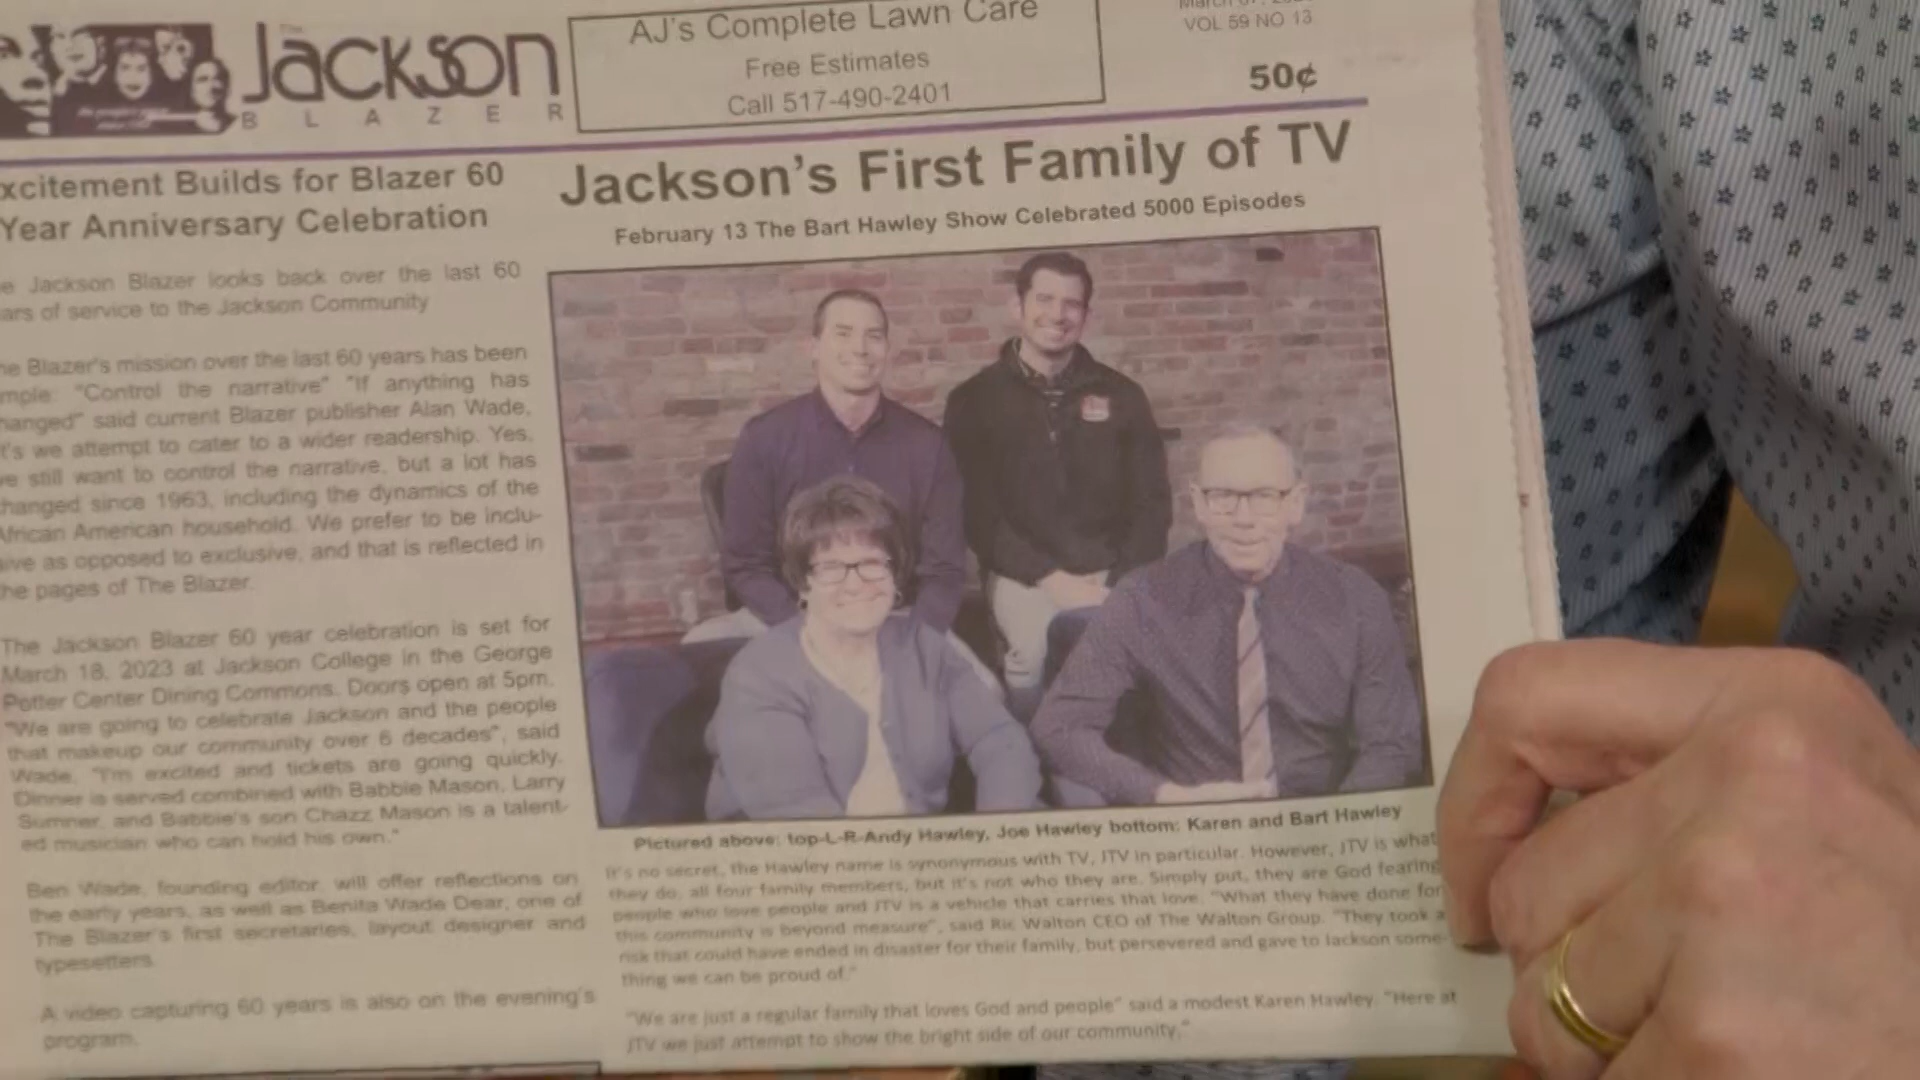 The
Jackson
BLAZER
AJ's Complete Lawn Care
Free Estimates
Call 517-490-2401
VOL 59 NO 13
50¢
xcitement Builds for Blazer 60
Year Anniversary Celebration
e Jackson Blazer looks back over the last 60
ars of service to the Jackson Community
he Blazer's mission over the last 60 years has been
mple: "Control the narrative" "If anything has
hanged" said current Blazer publisher Alan Wade,
t's we attempt to cater to a wider readership. Yes,
ve still want to control the narrative, but a lot has
hanged since 1963, including the dynamics of the
African American household. We prefer to be inclu-
sive as opposed to exclusive, and that is reflected in
he pages of The Blazer.
The Jackson Blazer 60 year celebration is set for
March 18, 2023 at Jackson College in the George
Potter Center Dining Commons. Doors open at 5pm.
"We are going to celebrate Jackson and the people
that makeup our community over 6 decades", said
Wade. "I'm excited and tickets are going quickly.
Dinner is served combined with Babbie Mason, Larry
Sumner, and Babbie's son Chazz Mason is a talent-
ed musician who can hold his own."
Ben Wade, founding editor, will offer reflections on
the early years, as well as Benita Wade Dear, one of
The Blazer's first secretaries, layout designer and
typesetters.
A video capturing 60 years is also on the evening's
program.
Jackson's First Family of TV
February 13 The Bart Hawley Show Celebrated 5000 Episodes
Pictured above: top-L-R-Andy Hawley, Joe Hawley bottom: Karen and Bart Hawley
It's no secret, the Hawley name is synonymous with TV, JTV in particular. However, JTV is what
they do, all four family members, but it's not who they are. Simply put, they are God fearing
people who love people and JTV is a vehicle that carries that love. "What they have done for
this community is beyond measure", said Ric Walton CEO of The Walton Group. "They took a
risk that could have ended in disaster for their family, but persevered and gave to Jackson some-
thing we can be proud of."
"We are just a regular family that loves God and people" said a modest Karen Hawley. "Here at
JTV we just attempt to show the bright side of our community."